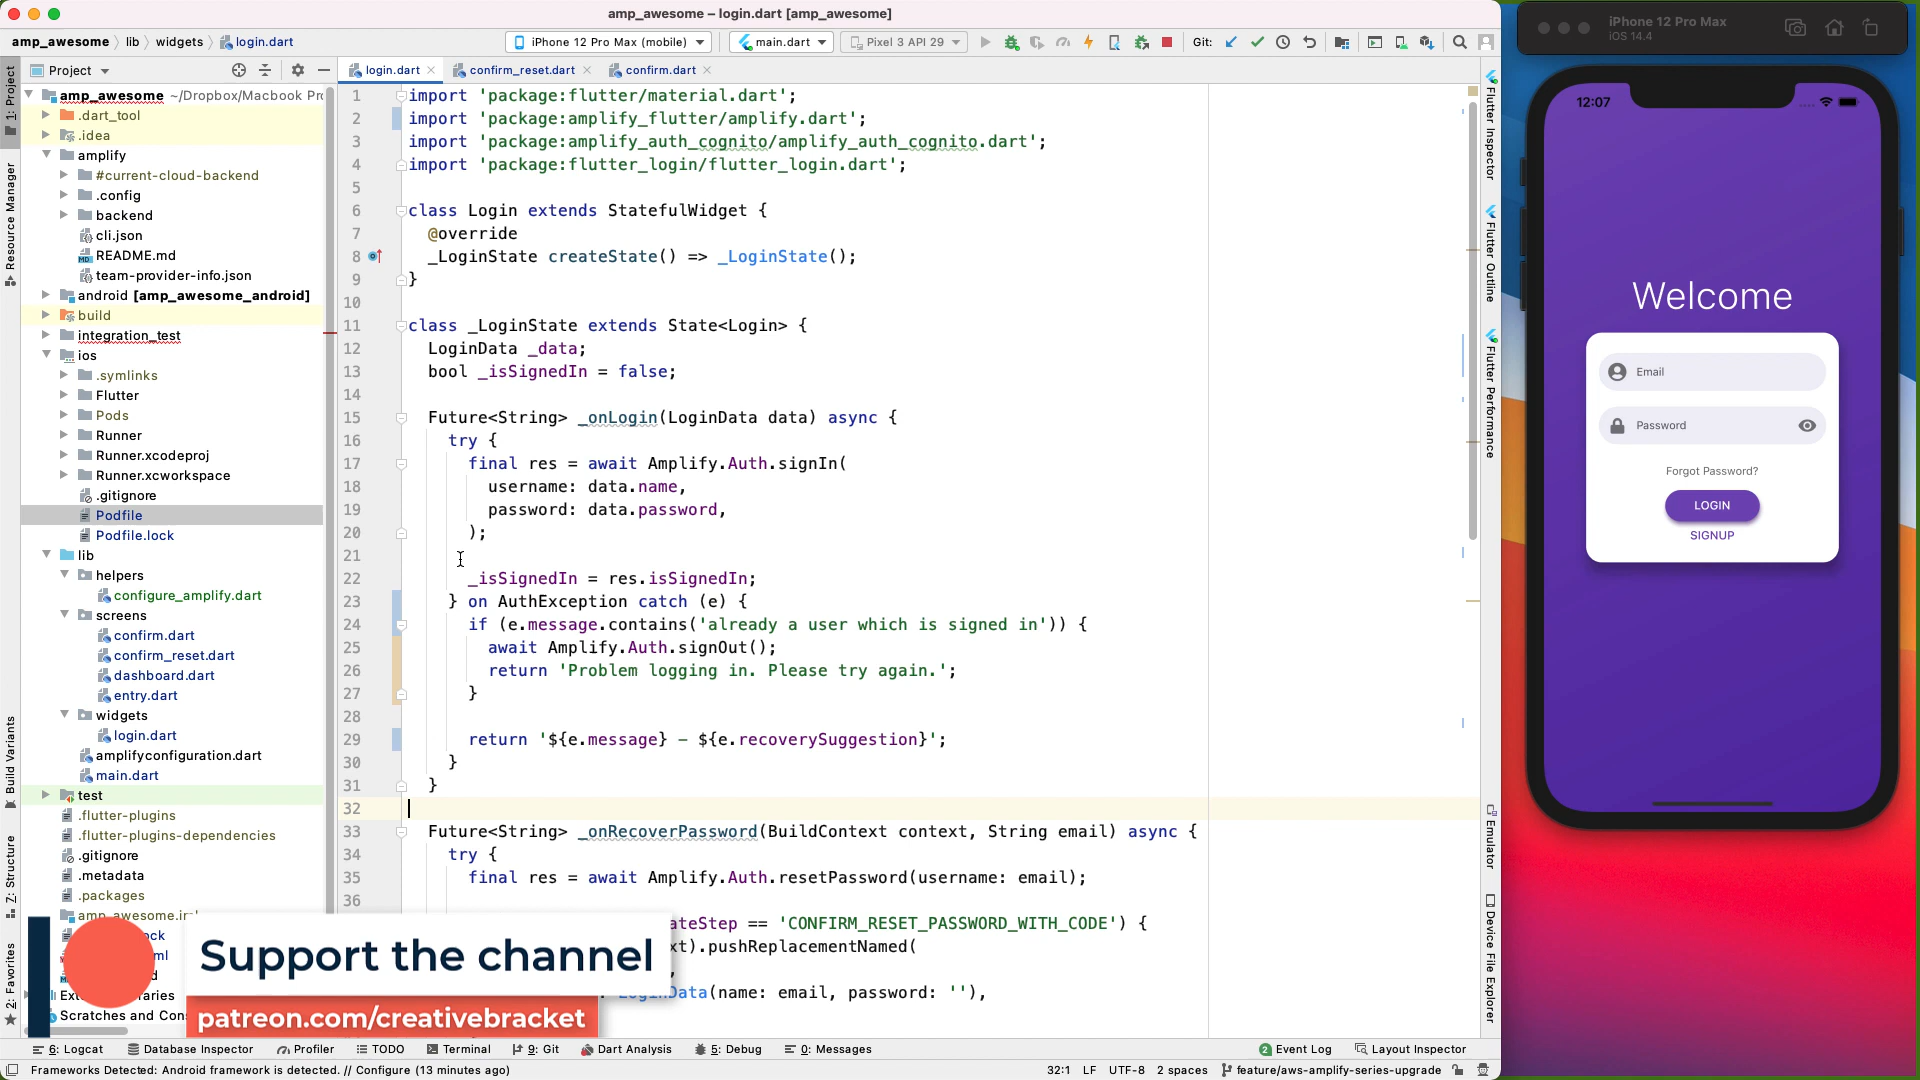 amp_awesome – login.dart [amp_awesome]
amp_awesome lib widgets login.dart
iPhone 12 Pro Max (mobile) main.dart Pixel 3 API 29 Git:
Project
login.dart confirm_reset.dart confirm.dart
1: Project
Resource Manager
Build Variants
Z: Structure
2: Favorites
amp_awesome ~/Dropbox/Macbook Pr
.dart_tool
.idea
amplify
#current-cloud-backend
.config
backend
cli.json
README.md
team-provider-info.json
android [amp_awesome_android]
build
integration_test
ios
.symlinks
Flutter
Pods
Runner
Runner.xcodeproj
Runner.xcworkspace
.gitignore
Podfile
Podfile.lock
lib
helpers
configure_amplify.dart
screens
confirm.dart
confirm_reset.dart
dashboard.dart
entry.dart
widgets
login.dart
amplifyconfiguration.dart
main.dart
test
.flutter-plugins
.flutter-plugins-dependencies
.gitignore
.metadata
.packages
amp_awesome.im
ock
ml
d
Ext raries
Scratches and Con
1 import 'package:flutter/material.dart';
2 import 'package:amplify_flutter/amplify.dart';
3 import 'package:amplify_auth_cognito/amplify_auth_cognito.dart';
4 import 'package:flutter_login/flutter_login.dart';
5
6 class Login extends StatefulWidget {
7 @override
8 _LoginState createState() => _LoginState();
9 }
10
11 class _LoginState extends State<Login> {
12 LoginData _data;
13 bool _isSignedIn = false;
14
15 Future<String> _onLogin(LoginData data) async {
16 try {
17 final res = await Amplify.Auth.signIn(
18 username: data.name,
19 password: data.password,
20 );
21
22 _isSignedIn = res.isSignedIn;
23 } on AuthException catch (e) {
24 if (e.message.contains('already a user which is signed in')) {
25 await Amplify.Auth.signOut();
26 return 'Problem logging in. Please try again.';
27 }
28
29 return '${e.message} - ${e.recoverySuggestion}';
30 }
31 }
32
33 Future<String> _onRecoverPassword(BuildContext context, String email) async {
34 try {
35 final res = await Amplify.Auth.resetPassword(username: email);
36
ateStep == 'CONFIRM_RESET_PASSWORD_WITH_CODE') {
xt).pushReplacementNamed(
,
: LoginData(name: email, password: ''),
Support the channel
patreon.com/creativebracket
Flutter Inspector
Flutter Outline
Flutter Performance
Emulator
Device File Explorer
6: Logcat Database Inspector Profiler TODO Terminal 9: Git Dart Analysis 5: Debug 0: Messages 2 Event Log Layout Inspector
Frameworks Detected: Android framework is detected. // Configure (13 minutes ago) 32:1 LF UTF-8 2 spaces feature/aws-amplify-series-upgrade
iPhone 12 Pro Max
iOS 14.4
12:07
Welcome
Email
Password
Forgot Password?
LOGIN
SIGNUP